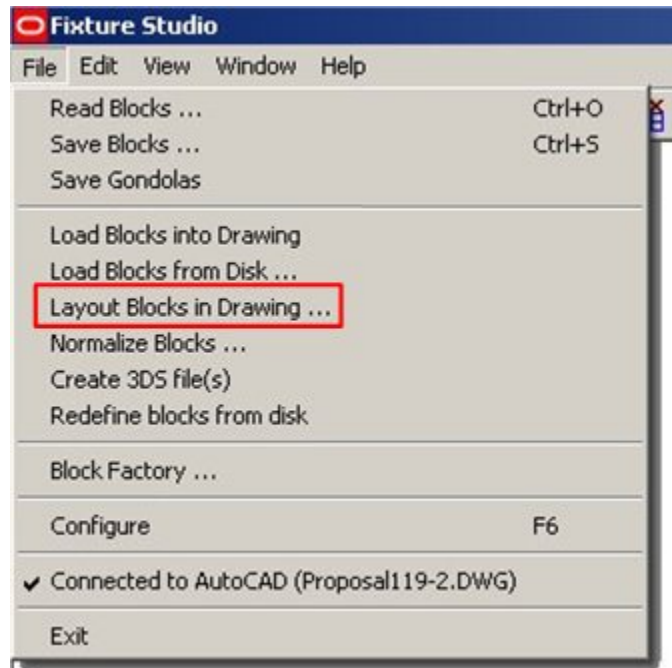 Fixture Studio
File Edit View Window Help
Read Blocks ... Ctrl+O
Save Blocks ... Ctrl+S
Save Gondolas
Load Blocks into Drawing
Load Blocks from Disk ...
Layout Blocks in Drawing ...
Normalize Blocks ...
Create 3DS file(s)
Redefine blocks from disk
Block Factory ...
Configure F6
Connected to AutoCAD (Proposal119-2.DWG)
Exit